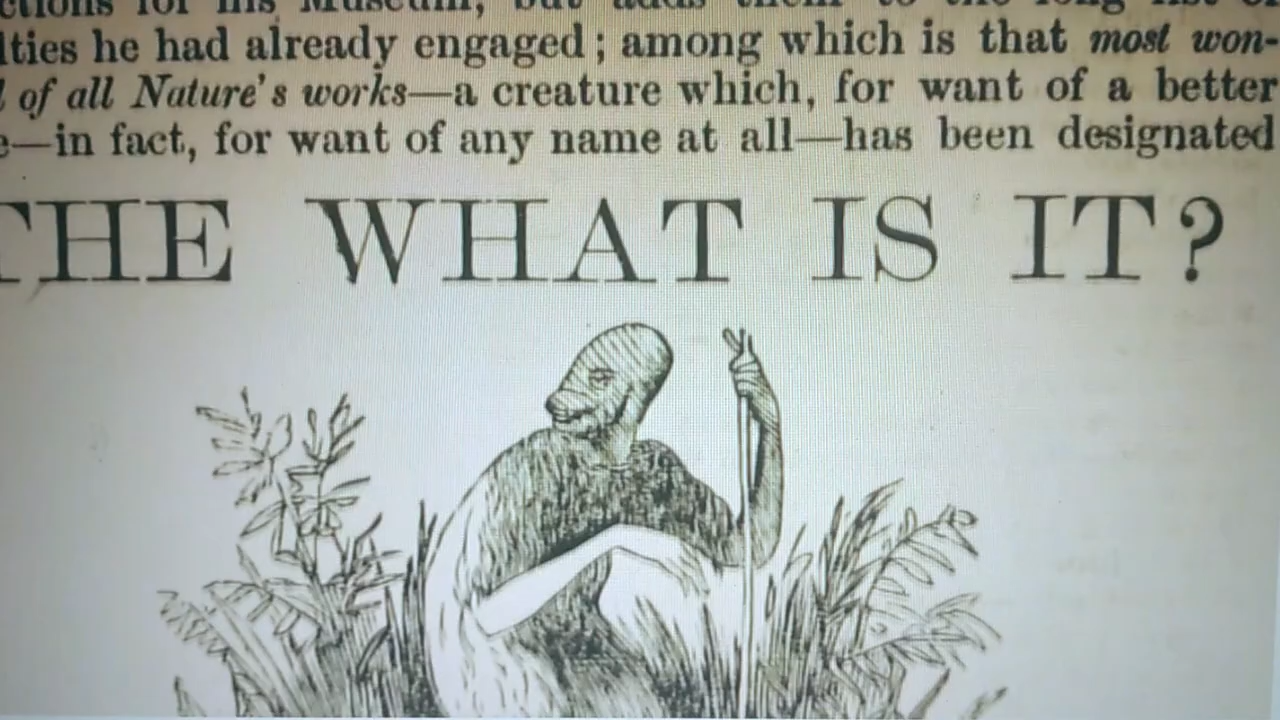 ctions for his Museum, but adds them to the long list of
lties he had already engaged; among which is that most won-
l of all Nature's works—a creature which, for want of a better
e—in fact, for want of any name at all—has been designated
THE WHAT IS IT?